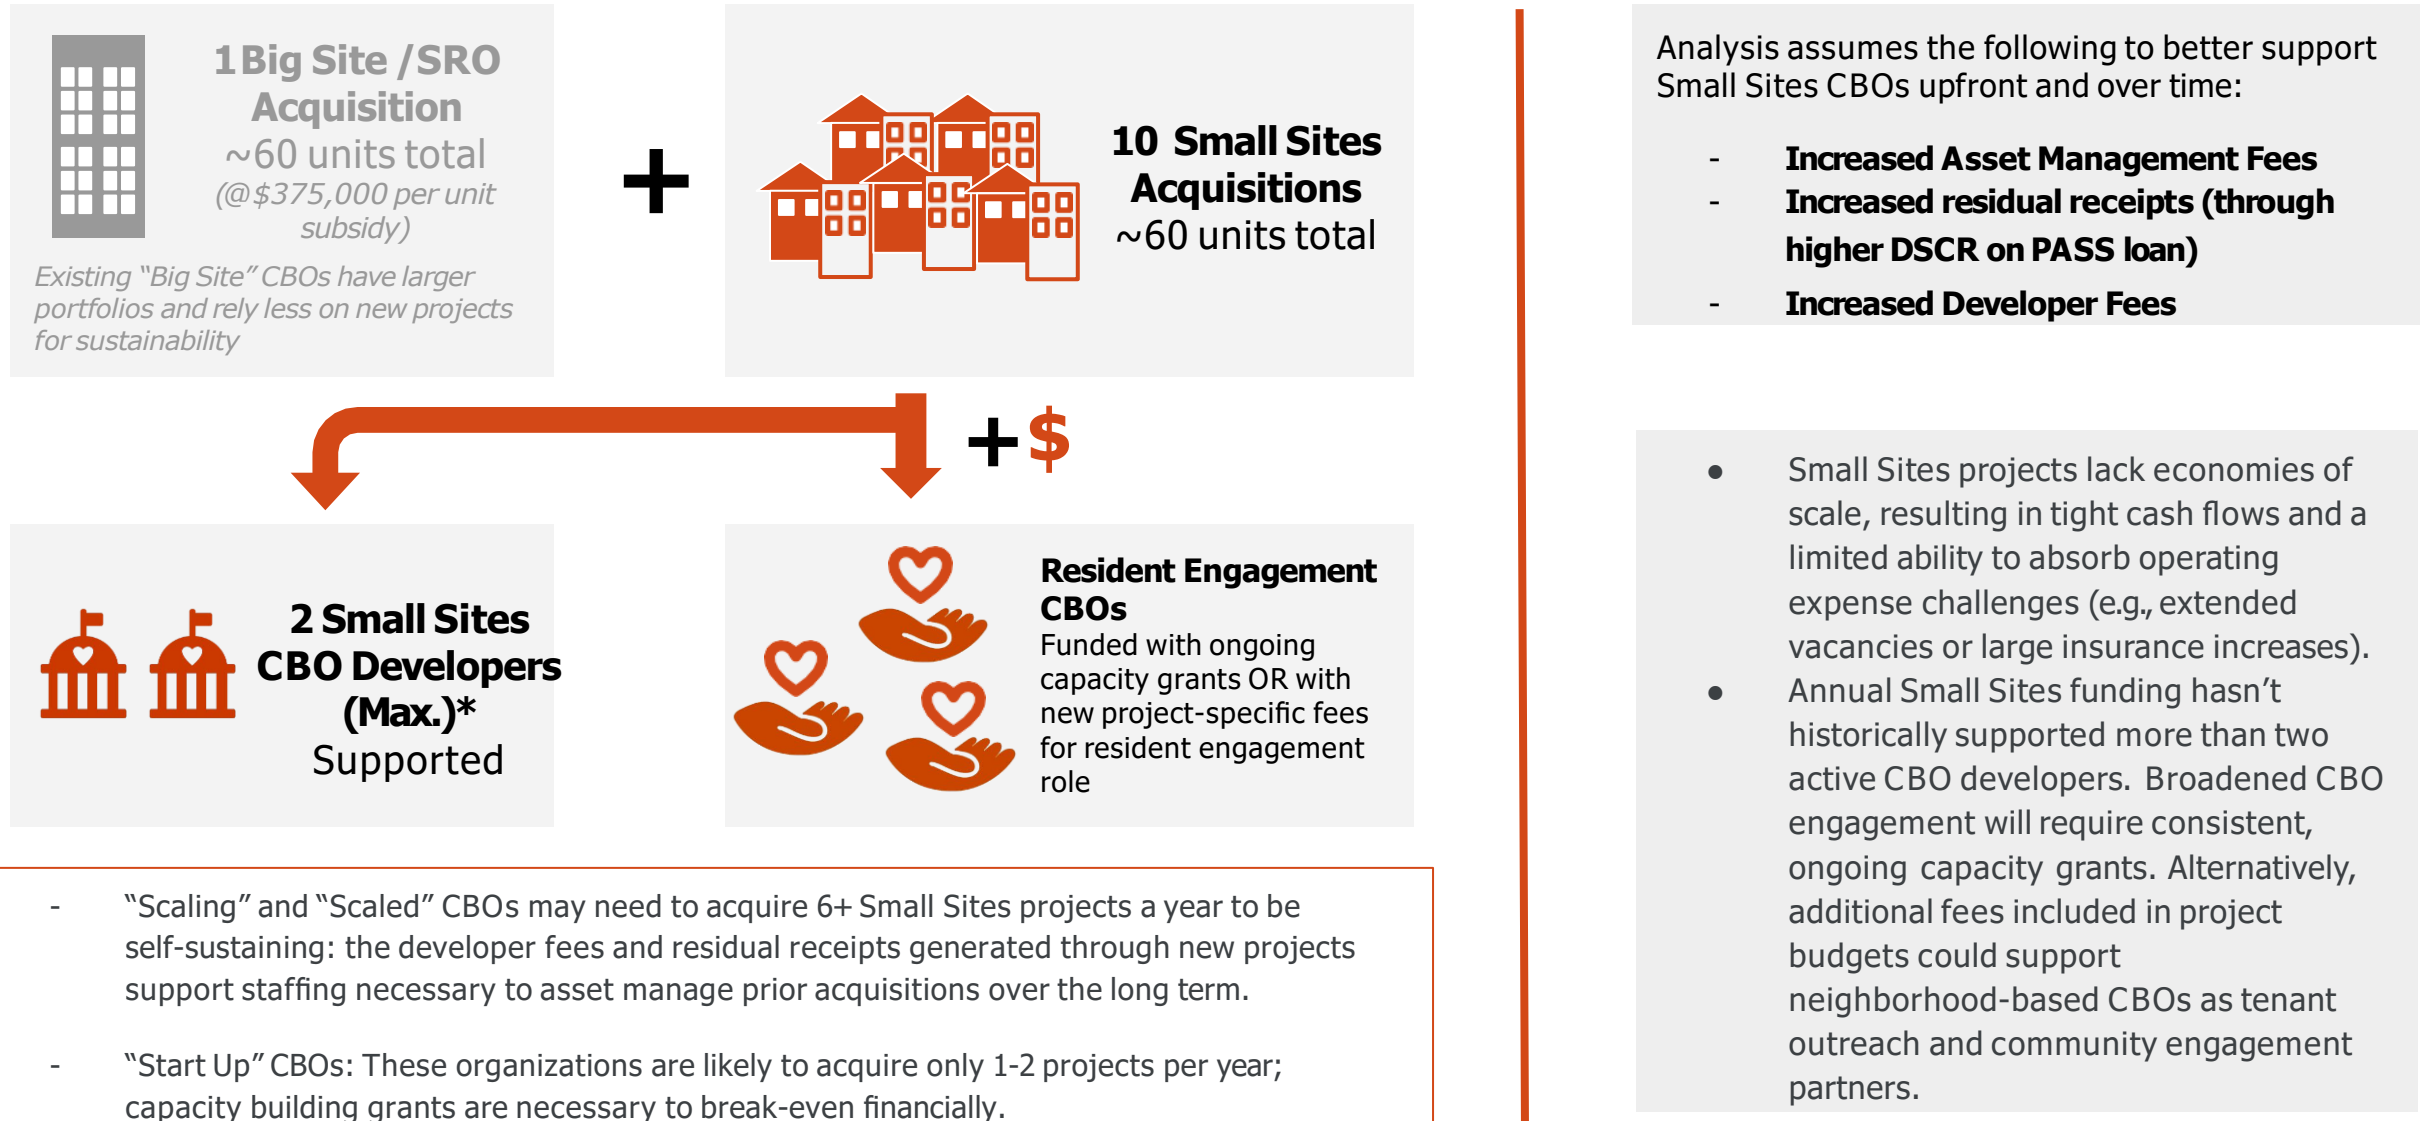 1 Big Site / SRO
Acquisition
~60 units total
(@$375,000 per unit
subsidy)
Existing “Big Site” CBOs have larger
portfolios and rely less on new projects
for sustainability
+
10 Small Sites
Acquisitions
~60 units total
+$
2 Small Sites
CBO Developers
(Max.)*
Supported
Resident Engagement
CBOs
Funded with ongoing
capacity grants OR with
new project-specific fees
for resident engagement
role
- “Scaling” and “Scaled” CBOs may need to acquire 6+ Small Sites projects a year to be
self-sustaining: the developer fees and residual receipts generated through new projects
support staffing necessary to asset manage prior acquisitions over the long term.
- “Start Up” CBOs: These organizations are likely to acquire only 1-2 projects per year;
capacity building grants are necessary to break-even financially.
Analysis assumes the following to better support
Small Sites CBOs upfront and over time:
- Increased Asset Management Fees
- Increased residual receipts (through
higher DSCR on PASS loan)
- Increased Developer Fees
● Small Sites projects lack economies of
scale, resulting in tight cash flows and a
limited ability to absorb operating
expense challenges (e.g., extended
vacancies or large insurance increases).
● Annual Small Sites funding hasn’t
historically supported more than two
active CBO developers. Broadened CBO
engagement will require consistent,
ongoing capacity grants. Alternatively,
additional fees included in project
budgets could support
neighborhood-based CBOs as tenant
outreach and community engagement
partners.